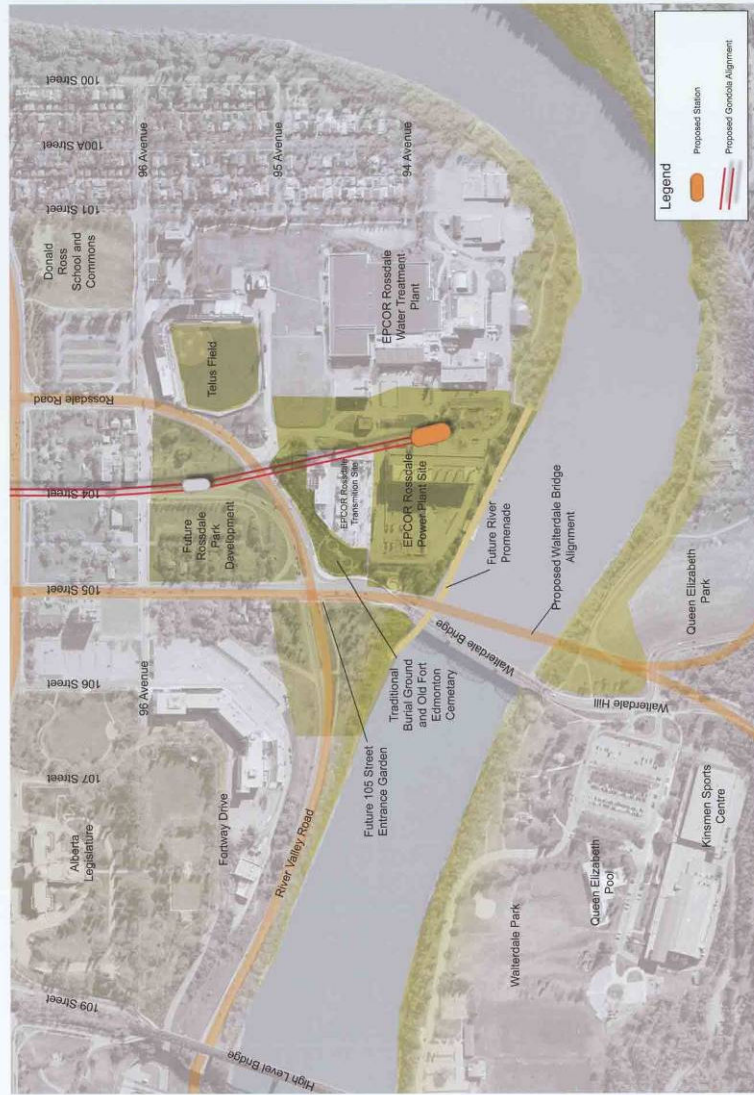 109 Street
High Level Bridge
Alberta
Legislature
107 Street
106 Street
105 Street
104 Street
Rossdale Road
Donald
Ross
School and
Commons
101 Street
100A Street
100 Street
Fortway Drive
96 Avenue
Future
Rossdale
Park
Development
Telus Field
96 Avenue
95 Avenue
94 Avenue
River Valley Road
Future 105 Street
Entrance Garden
Traditional
Burial Ground
and Old Fort
Edmonton
Cemetary
EPCOR Rossdale
Transmition Site
EPCOR Rossdale
Power Plant Site
EPCOR Rossdale
Water Treatment
Plant
Walterdale Bridge
Future River
Promenade
Proposed Walterdale Bridge
Alignment
Walterdale Park
Queen Elizabeth
Pool
Kinsmen Sports
Centre
Walterdale Hill
Queen Elizabeth
Park
Legend
Proposed Station
Proposed Gondola Alignment